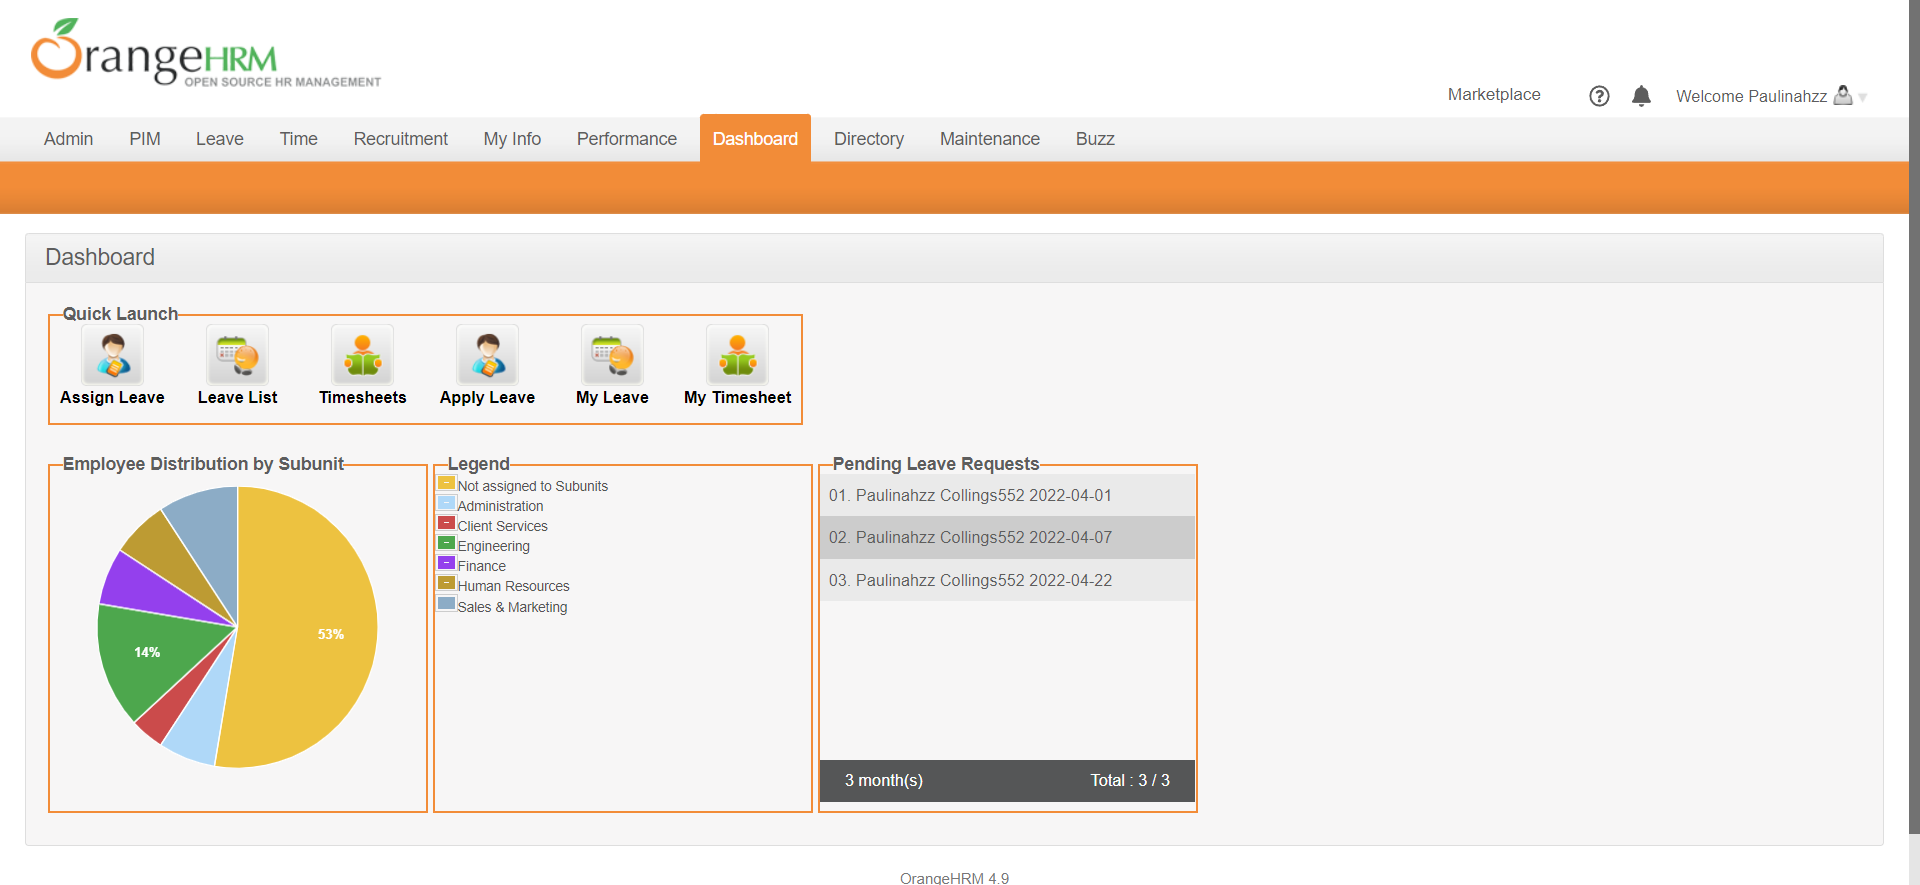 OrangeHRM
OPEN SOURCE HR MANAGEMENT
Marketplace
?
Welcome Paulinahzz
Admin PIM Leave Time Recruitment My Info Performance Dashboard Directory Maintenance Buzz
Dashboard
Quick Launch
Assign Leave Leave List Timesheets Apply Leave My Leave My Timesheet
Employee Distribution by Subunit
53%
14%
Legend
Not assigned to Subunits
Administration
Client Services
Engineering
Finance
Human Resources
Sales & Marketing
Pending Leave Requests
01. Paulinahzz Collings552 2022-04-01
02. Paulinahzz Collings552 2022-04-07
03. Paulinahzz Collings552 2022-04-22
3 month(s) Total : 3 / 3
OrangeHRM 4.9